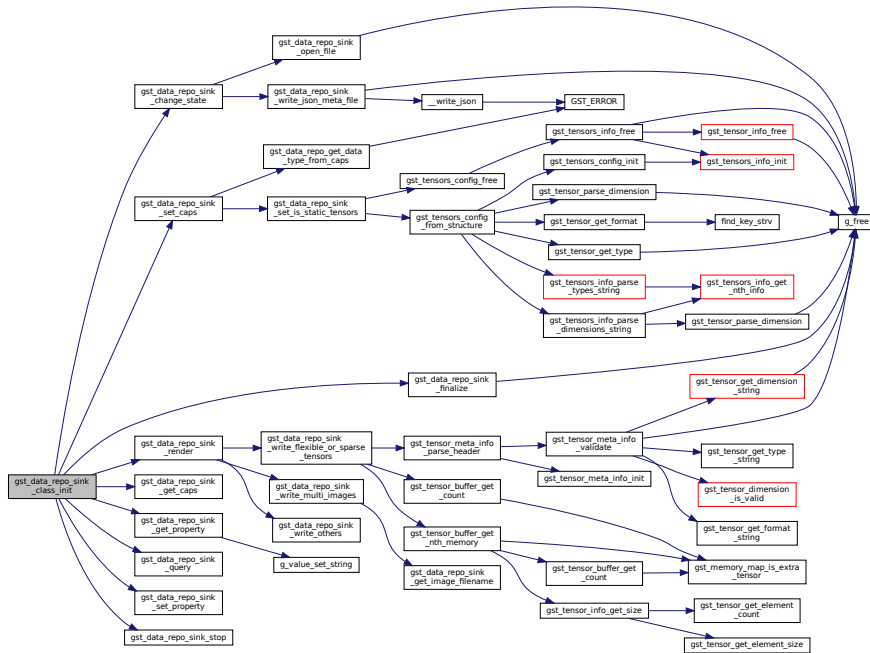 gst_data_repo_sink
_class_init
gst_data_repo_sink
_change_state
gst_data_repo_sink
_open_file
gst_data_repo_sink
_write_json_meta_file
__write_json
GST_ERROR
gst_data_repo_sink
_set_caps
gst_data_repo_get_data
_type_from_caps
gst_data_repo_sink
_set_is_static_tensors
gst_tensors_config_free
gst_tensors_config
_from_structure
gst_tensors_info_free
gst_tensor_info_free
gst_tensors_info_init
gst_tensors_config_init
gst_tensor_parse_dimension
gst_tensor_get_format
find_key_strv
gst_tensor_get_type
gst_tensors_info_parse
_types_string
gst_tensors_info_get
_nth_info
gst_tensors_info_parse
_dimensions_string
gst_tensor_parse_dimension
g_free
gst_data_repo_sink
_finalize
gst_data_repo_sink
_render
gst_data_repo_sink
_write_flexible_or_sparse
_tensors
gst_tensor_meta_info
_parse_header
gst_tensor_meta_info
_validate
gst_tensor_get_dimension
_string
gst_tensor_get_type
_string
gst_tensor_dimension
_is_valid
gst_tensor_get_format
_string
gst_tensor_meta_info_init
gst_tensor_buffer_get
_count
gst_tensor_buffer_get
_nth_memory
gst_tensor_buffer_get
_count
gst_memory_map_is_extra
_tensor
gst_tensor_info_get_size
gst_tensor_get_element
_count
gst_tensor_get_element_size
gst_data_repo_sink
_write_multi_images
gst_data_repo_sink
_get_image_filename
gst_data_repo_sink
_write_others
gst_data_repo_sink
_get_caps
gst_data_repo_sink
_get_property
g_value_set_string
gst_data_repo_sink
_query
gst_data_repo_sink
_set_property
gst_data_repo_sink_stop